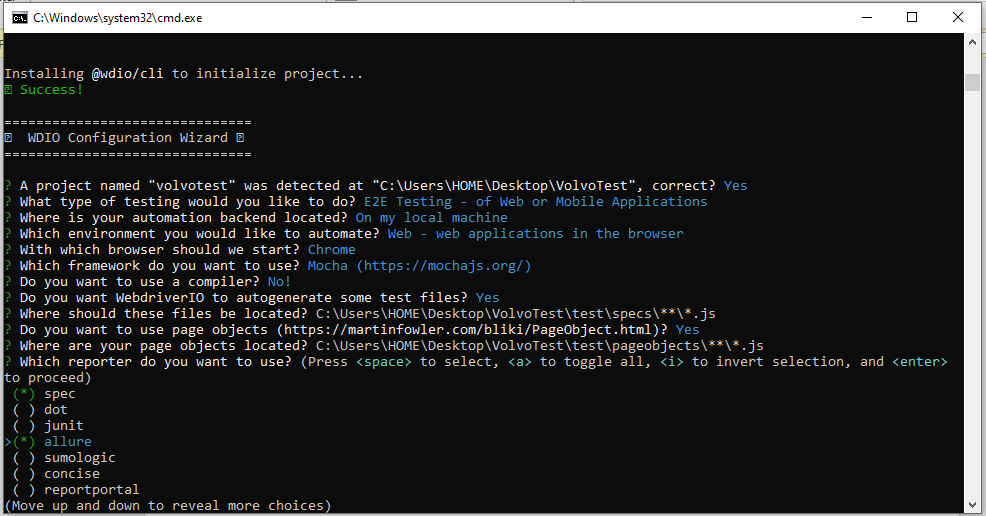 C:\Windows\system32\cmd.exe
Installing @wdio/cli to initialize project...
Success!
===============================
WDIO Configuration Wizard
===============================
? A project named "volvotest" was detected at "C:\Users\HOME\Desktop\VolvoTest", correct? Yes
? What type of testing would you like to do? E2E Testing - of Web or Mobile Applications
? Where is your automation backend located? On my local machine
? Which environment you would like to automate? Web - web applications in the browser
? With which browser should we start? Chrome
? Which framework do you want to use? Mocha (https://mochajs.org/)
? Do you want to use a compiler? No!
? Do you want WebdriverIO to autogenerate some test files? Yes
? Where should these files be located? C:\Users\HOME\Desktop\VolvoTest\test\specs\**\*.js
? Do you want to use page objects (https://martinfowler.com/bliki/PageObject.html)? Yes
? Where are your page objects located? C:\Users\HOME\Desktop\VolvoTest\test\pageobjects\**\*.js
? Which reporter do you want to use? (Press <space> to select, <a> to toggle all, <i> to invert selection, and <enter>
to proceed)
(*) spec
( ) dot
( ) junit
>(*) allure
( ) sumologic
( ) concise
( ) reportportal
(Move up and down to reveal more choices)